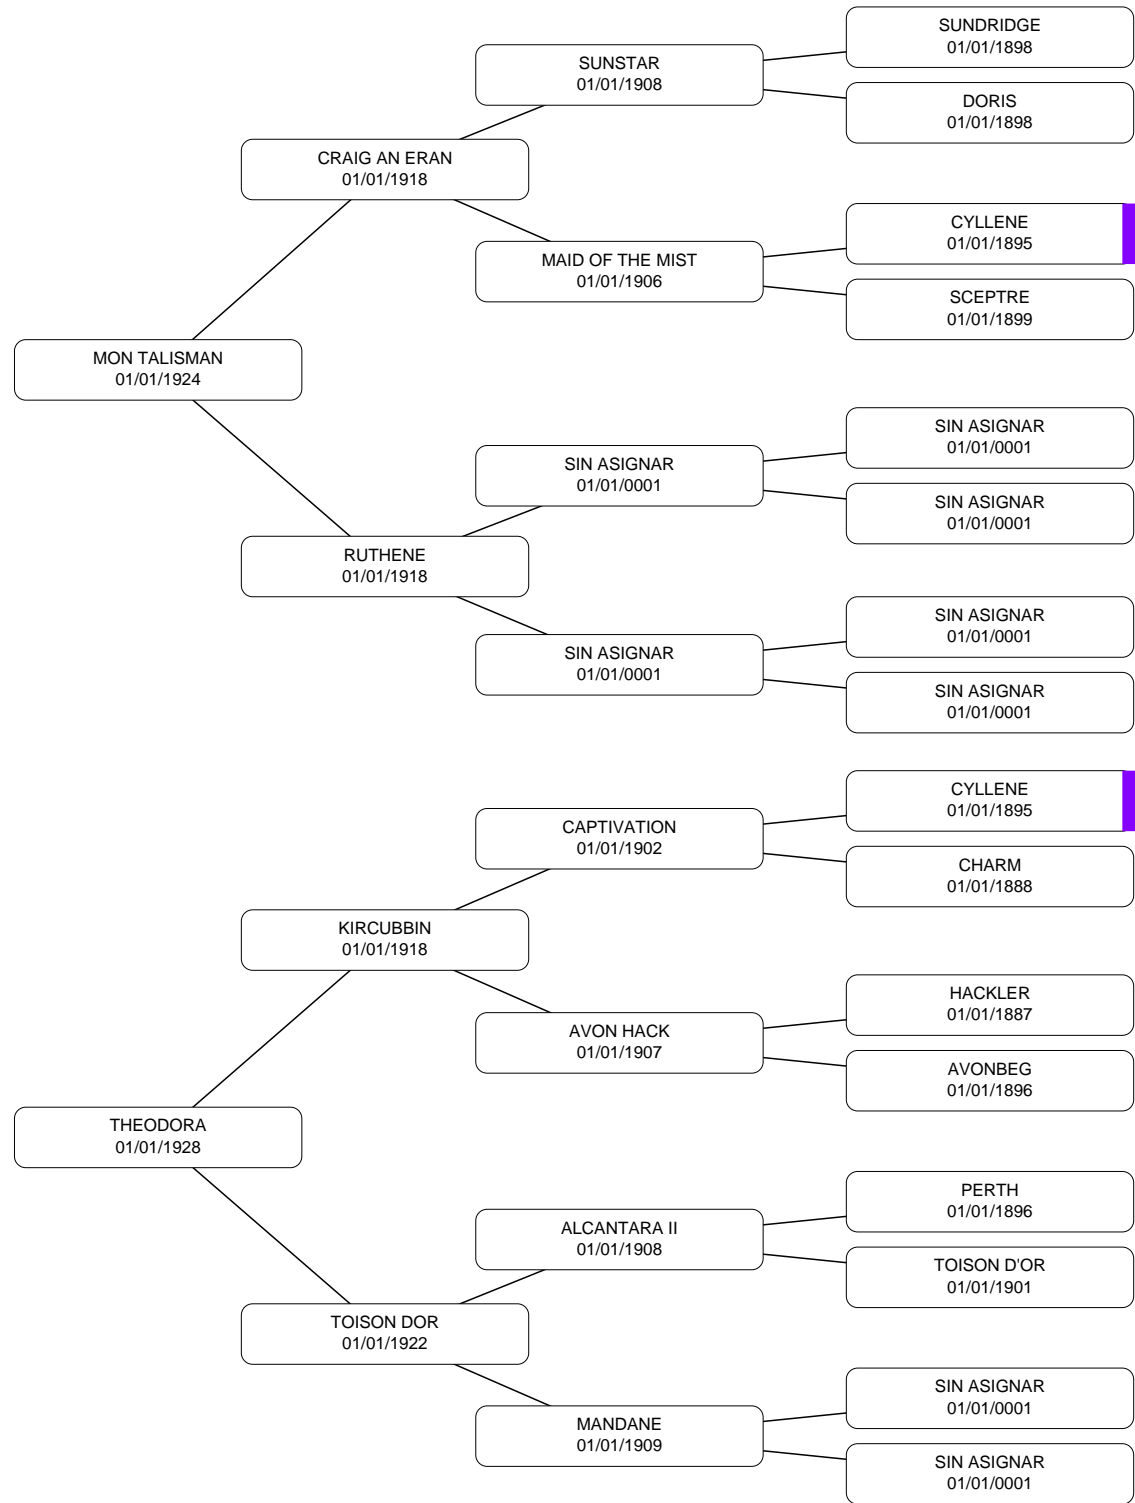 SUNDRIDGE
01/01/1898
SUNSTAR
01/01/1908
DORIS
01/01/1898
CRAIG AN ERAN
01/01/1918
CYLLENE
01/01/1895
MAID OF THE MIST
01/01/1906
SCEPTRE
01/01/1899
MON TALISMAN
01/01/1924
SIN ASIGNAR
01/01/0001
SIN ASIGNAR
01/01/0001
SIN ASIGNAR
01/01/0001
RUTHENE
01/01/1918
SIN ASIGNAR
01/01/0001
SIN ASIGNAR
01/01/0001
SIN ASIGNAR
01/01/0001
CYLLENE
01/01/1895
CAPTIVATION
01/01/1902
CHARM
01/01/1888
KIRCUBBIN
01/01/1918
HACKLER
01/01/1887
AVON HACK
01/01/1907
AVONBEG
01/01/1896
THEODORA
01/01/1928
PERTH
01/01/1896
ALCANTARA II
01/01/1908
TOISON D'OR
01/01/1901
TOISON DOR
01/01/1922
SIN ASIGNAR
01/01/0001
MANDANE
01/01/1909
SIN ASIGNAR
01/01/0001